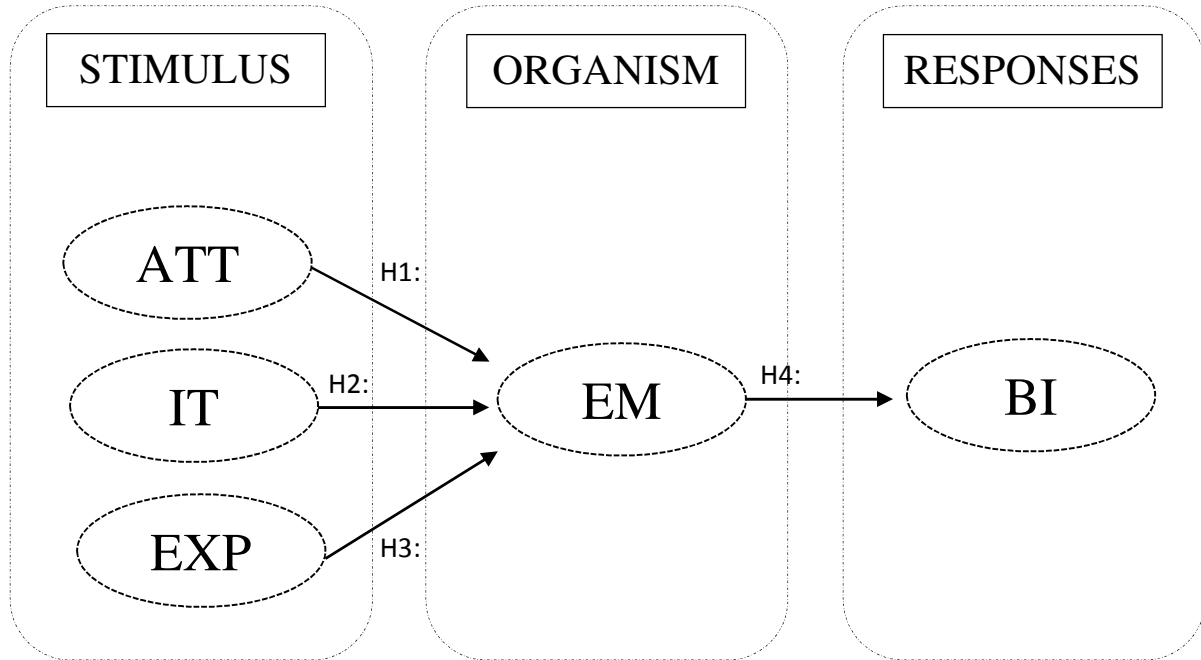 STIMULUS
ORGANISM
RESPONSES
ATT
H1:
IT
H2:
EM
H4:
BI
EXP
H3: